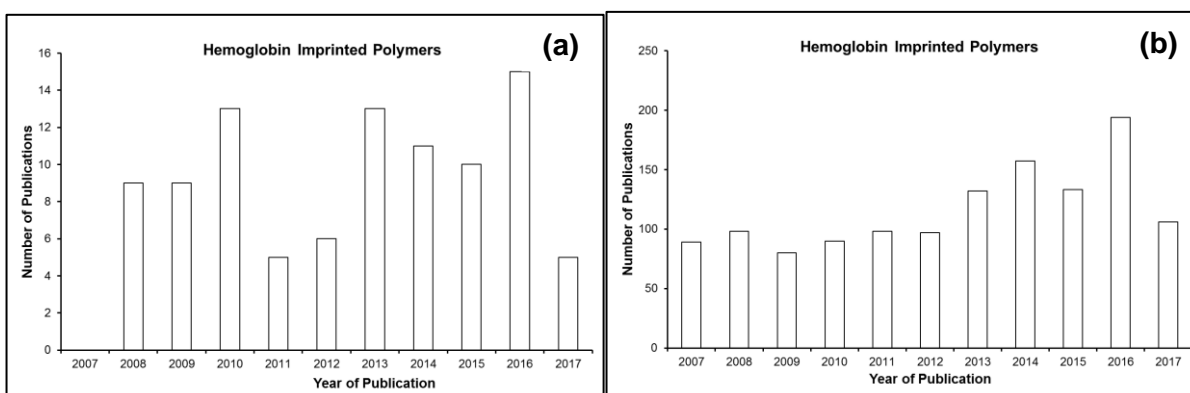 Hemoglobin Imprinted Polymers
(a)
Number of Publications
16
14
12
10
8
6
4
2
0
2007 2008 2009 2010 2011 2012 2013 2014 2015 2016 2017
Year of Publication
Hemoglobin Imprinted Polymers
(b)
Number of Publications
250
200
150
100
50
0
2007 2008 2009 2010 2011 2012 2013 2014 2015 2016 2017
Year of Publication